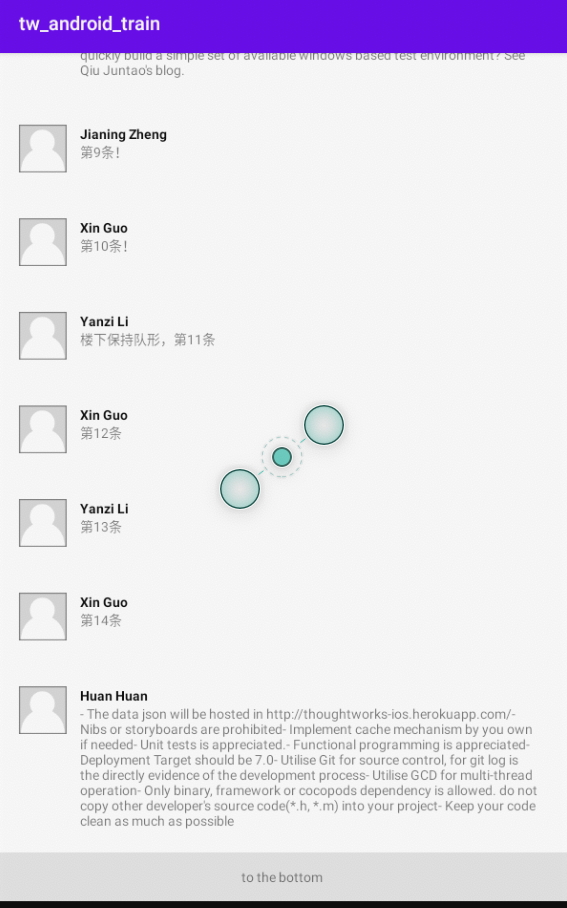 tw_android_train
quickly build a simple set of available windows based test environment? See
Qiu Juntao's blog.
Jianing Zheng
第9条！
Xin Guo
第10条！
Yanzi Li
楼下保持队形，第11条
Xin Guo
第12条
Yanzi Li
第13条
Xin Guo
第14条
Huan Huan
- The data json will be hosted in http://thoughtworks-ios.herokuapp.com/-
Nibs or storyboards are prohibited- Implement cache mechanism by you own
if needed- Unit tests is appreciated.- Functional programming is appreciated-
Deployment Target should be 7.0- Utilise Git for source control, for git log is
the directly evidence of the development process- Utilise GCD for multi-thread
operation- Only binary, framework or cocopods dependency is allowed. do not
copy other developer's source code(*.h, *.m) into your project- Keep your code
clean as much as possible
to the bottom